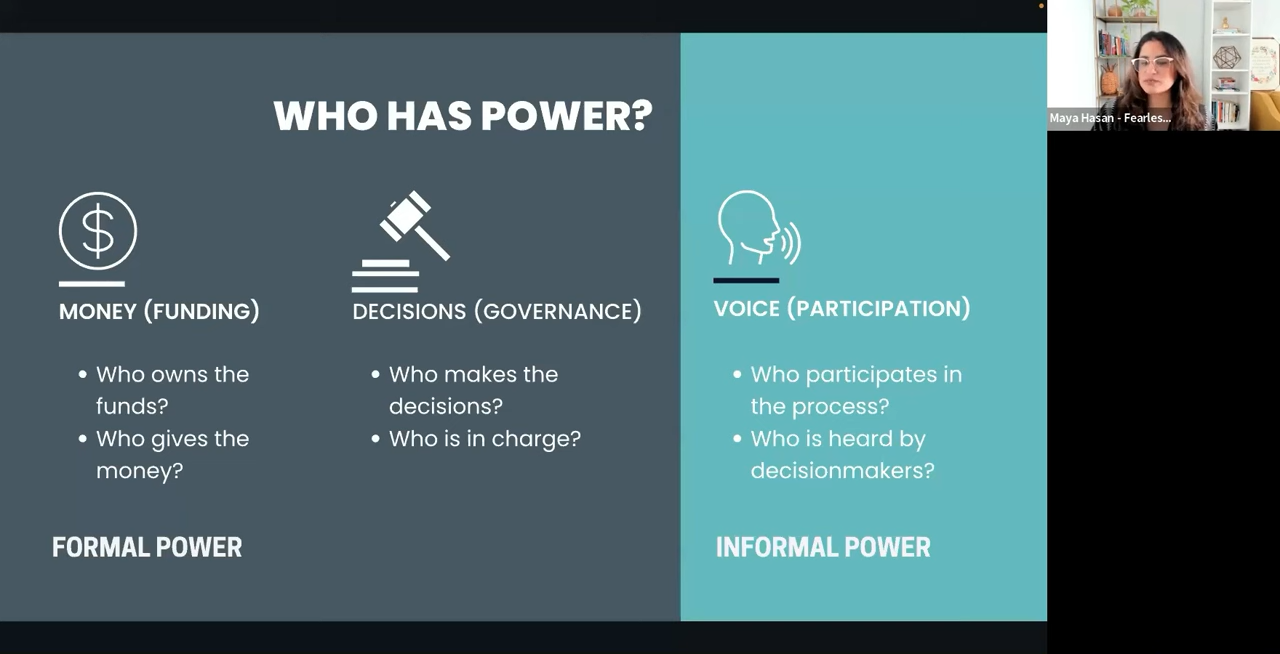 WHO HAS POWER?
MONEY (FUNDING)
• Who owns the
funds?
• Who gives the
money?
DECISIONS (GOVERNANCE)
• Who makes the
decisions?
• Who is in charge?
FORMAL POWER
VOICE (PARTICIPATION)
• Who participates in
the process?
• Who is heard by
decisionmakers?
INFORMAL POWER
Maya Hasan - Fearles...